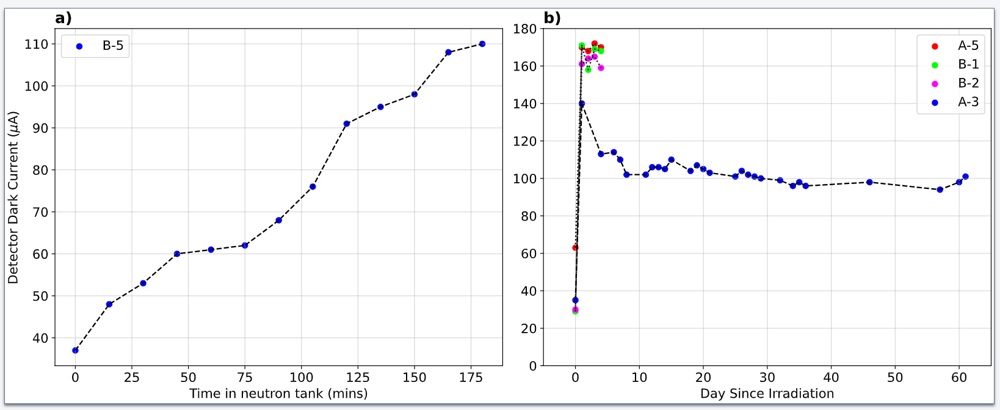 a)
B-5
110
100
90
80
70
60
50
40
Detector Dark Current (μA)
0 25 50 75 100 125 150 175
Time in neutron tank (mins)
b)
A-5
B-1
B-2
A-3
180
160
140
120
100
80
60
40
20
0
0 10 20 30 40 50 60
Day Since Irradiation